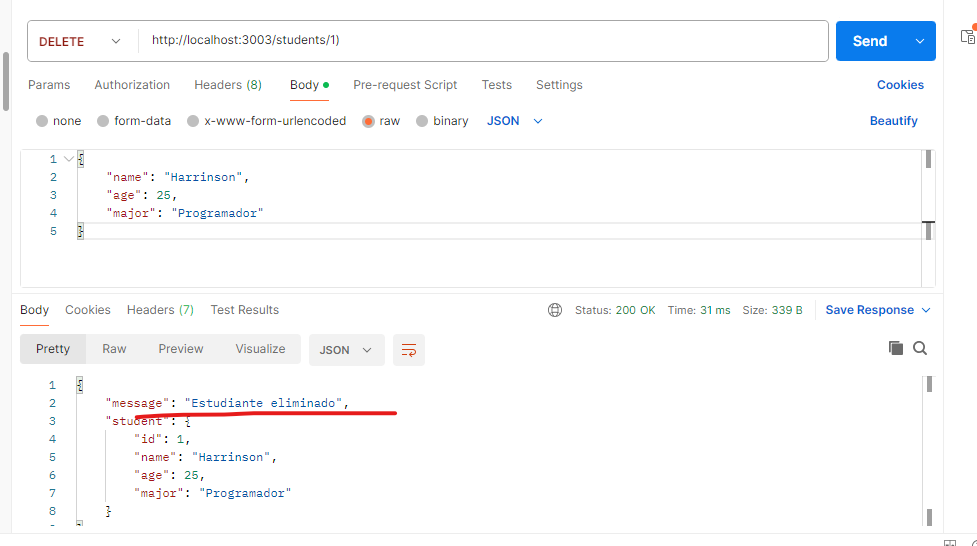 DELETE http://localhost:3003/students/1) Send
Params Authorization Headers (8) Body Pre-request Script Tests Settings Cookies
none form-data x-www-form-urlencoded raw binary JSON Beautify
1 {
2 "name": "Harrinson",
3 "age": 25,
4 "major": "Programador"
5 }
Body Cookies Headers (7) Test Results Status: 200 OK Time: 31 ms Size: 339 B Save Response
Pretty Raw Preview Visualize JSON
1 {
2 "message": "Estudiante eliminado",
3 "student": {
4 "id": 1,
5 "name": "Harrinson",
6 "age": 25,
7 "major": "Programador"
8 }